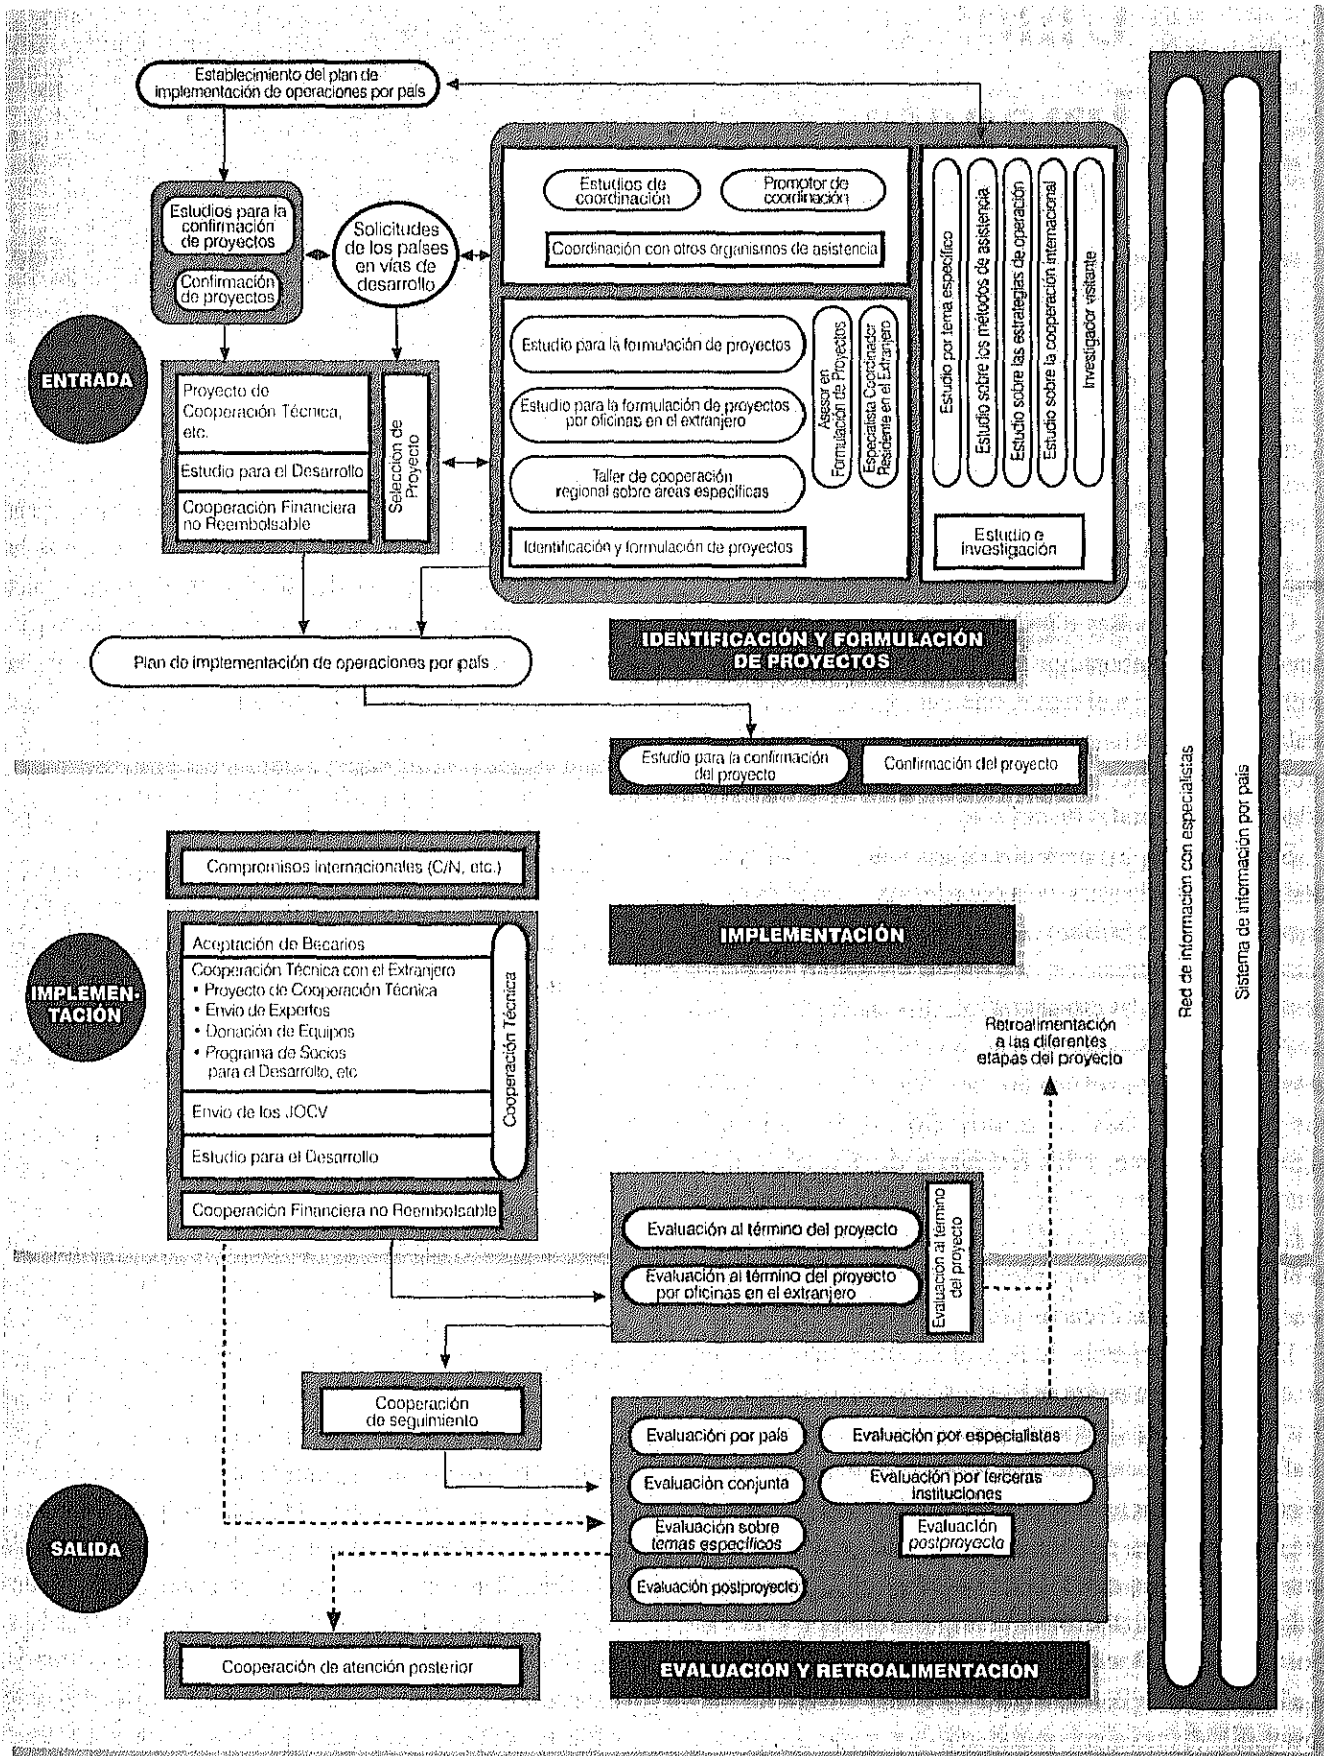 Establecimiento del plan de
implementación de operaciones por país
Estudios para la
confirmación
de proyectos
Confirmación
de proyectos
Solicitudes
de los países
en vías de
desarrollo
Estudios de
coordinación
Promotor de
coordinación
Coordinación con otros organismos de asistencia
Estudio para la formulación de proyectos
Estudio para la formulación de proyectos
por oficinas en el extranjero
Taller de cooperación
regional sobre áreas específicas
Identificación y formulación de proyectos
Asesor en
Formulación de Proyectos
Especialista Coordinador
Residente en el Extranjero
Estudio por tema específico
Estudio sobre los métodos de asistencia
Estudio sobre las estrategias de operación
Estudio sobre la cooperación internacional
Investigador visitante
Estudio e
investigación
ENTRADA
Proyecto de
Cooperación Técnica,
etc.
Estudio para el Desarrollo
Cooperación Financiera
no Reembolsable
Seleccion de
Proyecto
Plan de implementación de operaciones por país
IDENTIFICACIÓN Y FORMULACIÓN
DE PROYECTOS
Estudio para la confirmación
del proyecto
Confirmación del proyecto
Compromisos internacionales (C/N, etc.)
IMPLEMEN-
TACIÓN
Aceptación de Becarios
Cooperación Técnica con el Extranjero
• Proyecto de Cooperación Técnica
• Envio de Expertos
• Donación de Equipos
• Programa de Socios
para el Desarrollo, etc
Envio de los JOCV
Estudio para el Desarrollo
Cooperación Técnica
Cooperación Financiera no Reembolsable
IMPLEMENTACIÓN
Retroalimentación
a las diferentes
etapas del proyecto
Evaluación al término del proyecto
Evaluación al término del proyecto
por oficinas en el extranjero
Evaluación al término
del proyecto
Cooperación
de seguimiento
SALIDA
Evaluación por país
Evaluación por especialistas
Evaluación conjunta
Evaluación por terceras
instituciones
Evaluación sobre
temas específicos
Evaluación
postproyecto
Evaluación postproyecto
Cooperación de atención posterior
EVALUACIÓN Y RETROALIMENTACIÓN
Red de informacion con especialistas
Sistema de información por país